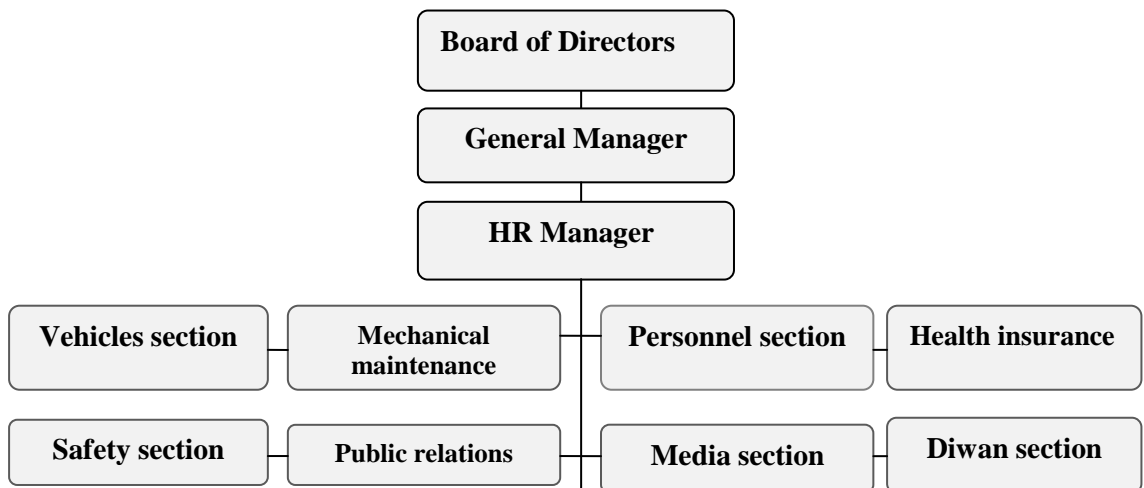 Board of Directors
General Manager
HR Manager
Vehicles section
Mechanical
maintenance
Personnel section
Health insurance
Safety section
Public relations
Media section
Diwan section